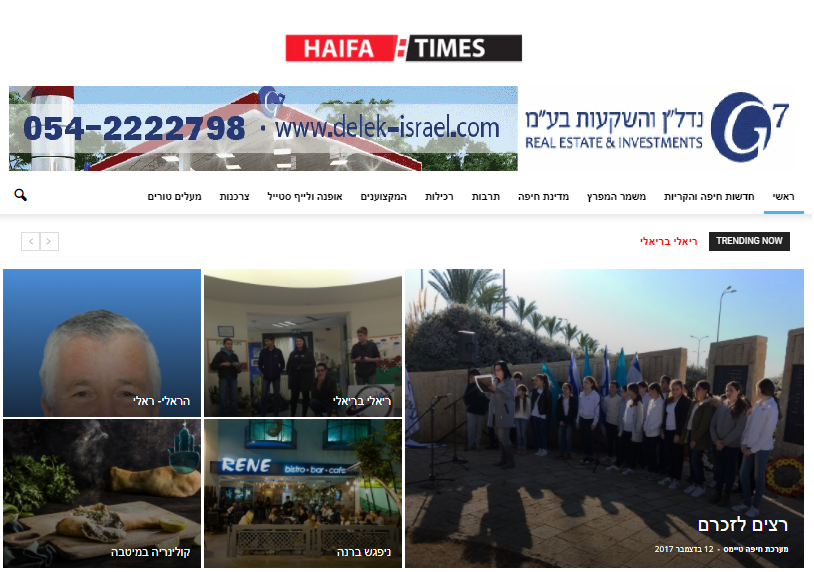 HAIFA TIMES
054-2222798 · www.delek-israel.com
נדל"ן והשקעות בע"מ
REAL ESTATE & INVESTMENTS
G7
ראשי חדשות חיפה והקריות משמר המפרץ מדינת חיפה תרבות רכילות המקצוענים אופנה ולייף סטייל צרכנות מעלים טורים
TRENDING NOW
ריאלי בריאלי
רצים לזכרם
מערכת חיפה טיימס - 12 בדצמבר 2017
ריאלי בריאלי
הראלי- ראלי
RENE
bistro • bar • cafe
ניפגש ברנה
קולינריה במיטבה